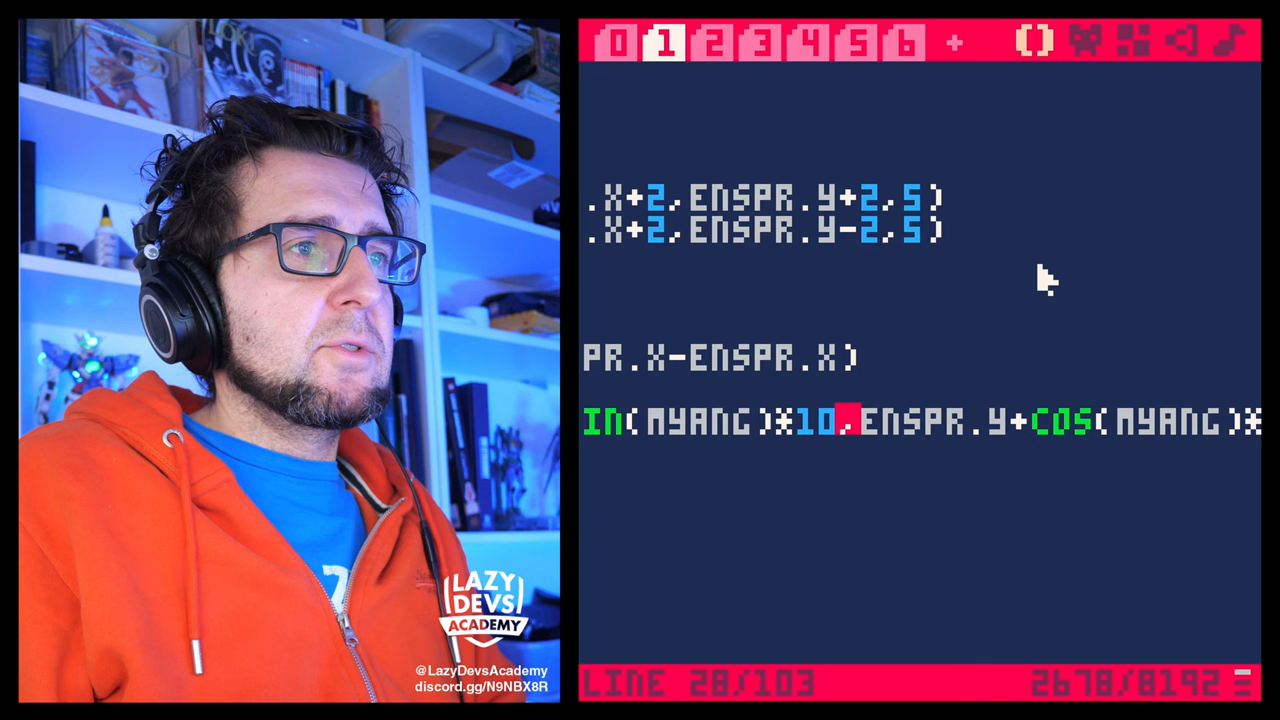 LOKI
0 1 2 3 4 5 6 + ()
.X+2,ENSPR.Y+2,5)
.X+2,ENSPR.Y-2,5)
PR.X-ENSPR.X)
IN(MYANG)*10,ENSPR.Y+COS(MYANG)*
LINE 28/103
2678/8192
LAZY
DEVS
ACADEMY
@LazyDevsAcademy
discord.gg/N9NBX8R